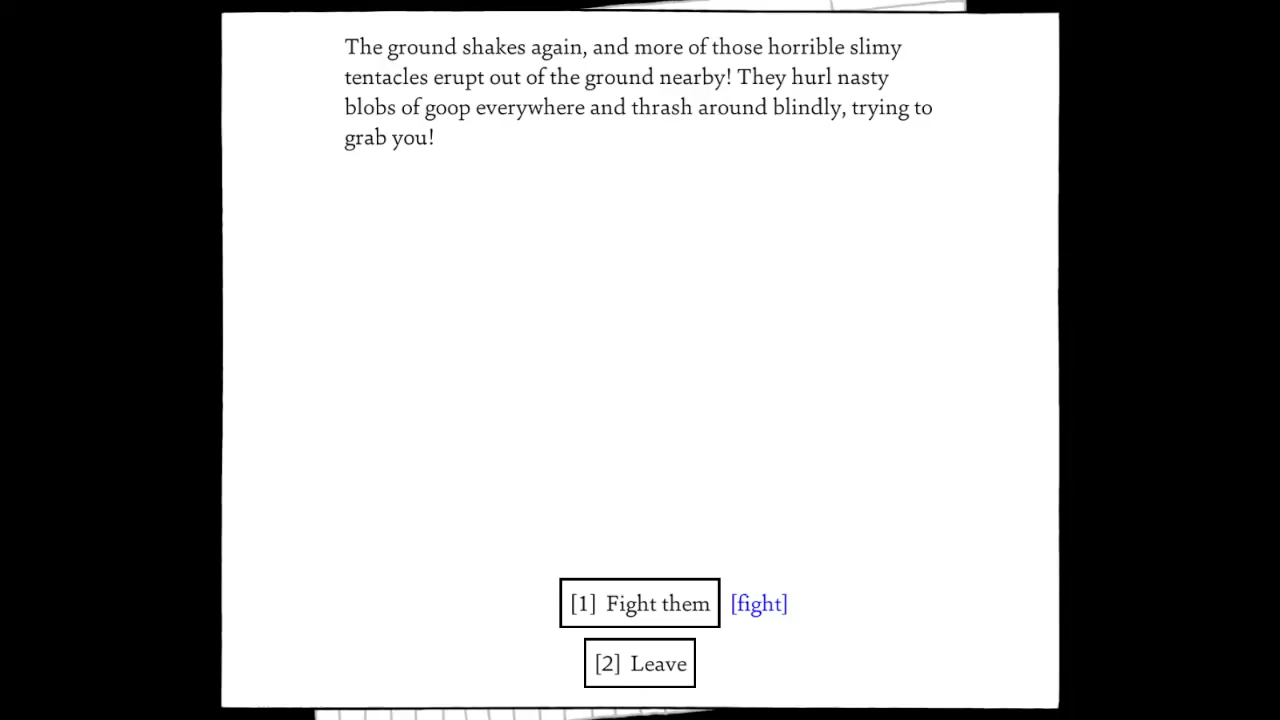 The ground shakes again, and more of those horrible slimy
tentacles erupt out of the ground nearby! They hurl nasty
blobs of goop everywhere and thrash around blindly, trying to
grab you!
[1] Fight them [fight]
[2] Leave